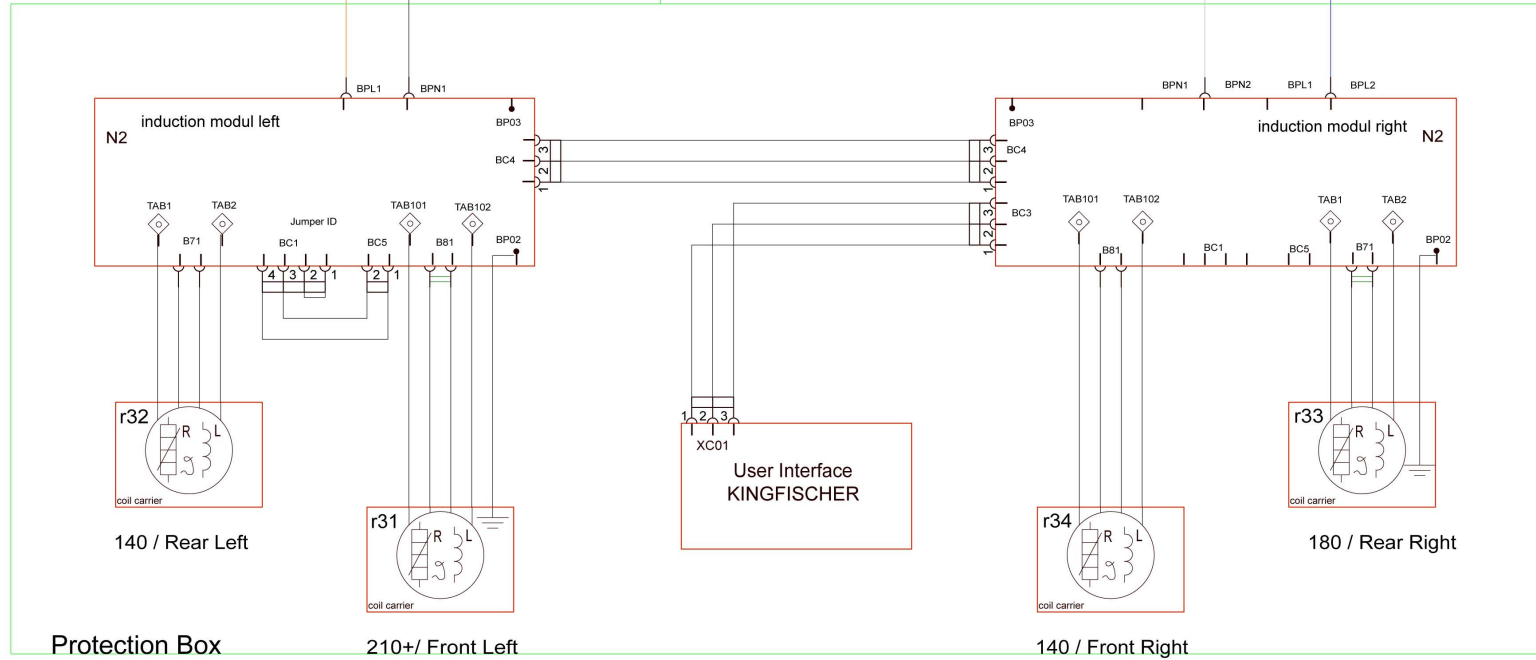 BPL1 BPN1
BPN1 BPN2 BPL1 BPL2
induction modul left
N2
BP03
BC4
3
2
1
TAB1 TAB2
Jumper ID
TAB101 TAB102
B71 BC1 BC5 B81 BP02
4 3 2 1 2 1
BP03
induction modul right
N2
3
BC4
2
1
3
BC3
2
1
TAB101 TAB102 TAB1 TAB2
B81 BC1 BC5 B71 BP02
r32
R L
coil carrier
140 / Rear Left
r31
R L
coil carrier
210+/ Front Left
1 2 3
XC01
User Interface
KINGFISCHER
r34
R L
coil carrier
140 / Front Right
r33
R L
coil carrier
180 / Rear Right
Protection Box